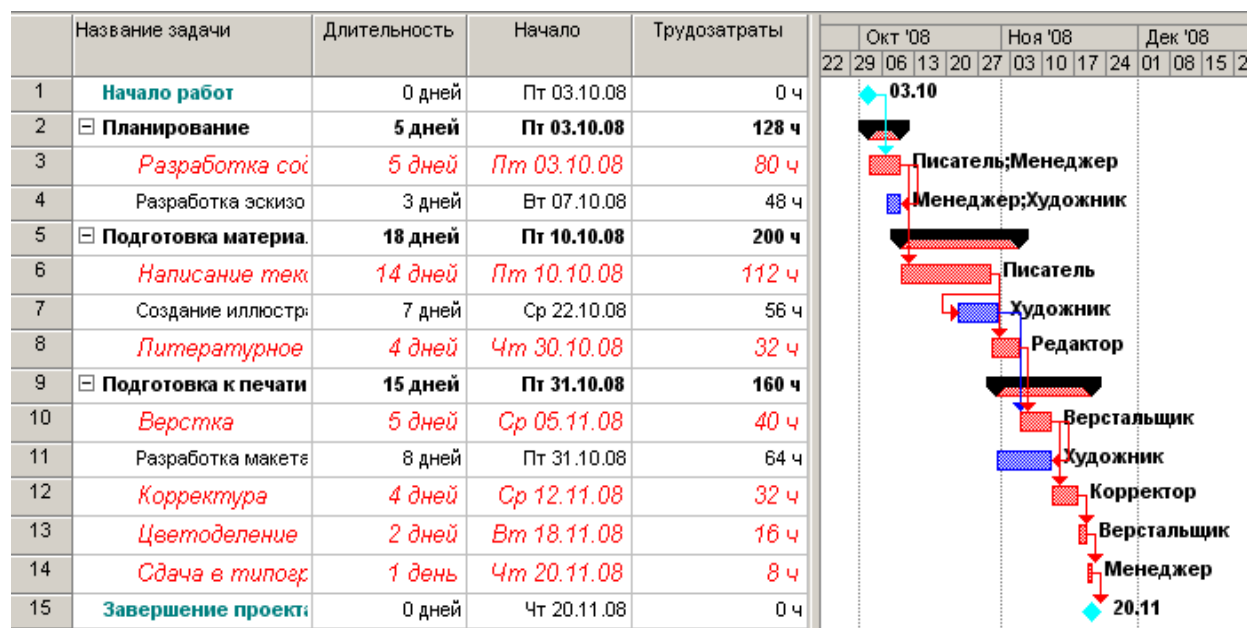 Название задачи Длительность Начало Трудозатраты Окт '08 Ноя '08 Дек '08
22 29 06 13 20 27 03 10 17 24 01 08 15 2
1 Начало работ 0 дней Пт 03.10.08 0 ч 03.10
2 Планирование 5 дней Пт 03.10.08 128 ч
3 Разработка сод 5 дней Пт 03.10.08 80 ч Писатель;Менеджер
4 Разработка эскизо 3 дней Вт 07.10.08 48 ч Менеджер;Художник
5 Подготовка материа 18 дней Пт 10.10.08 200 ч
6 Написание текс 14 дней Пт 10.10.08 112 ч Писатель
7 Создание иллюстр 7 дней Ср 22.10.08 56 ч Художник
8 Литературное 4 дней Чт 30.10.08 32 ч Редактор
9 Подготовка к печати 15 дней Пт 31.10.08 160 ч
10 Верстка 5 дней Ср 05.11.08 40 ч Верстальщик
11 Разработка макета 8 дней Пт 31.10.08 64 ч Художник
12 Корректура 4 дней Ср 12.11.08 32 ч Корректор
13 Цветоделение 2 дней Вт 18.11.08 16 ч Верстальщик
14 Сдача в типогр 1 день Чт 20.11.08 8 ч Менеджер
15 Завершение проекта 0 дней Чт 20.11.08 0 ч 20.11